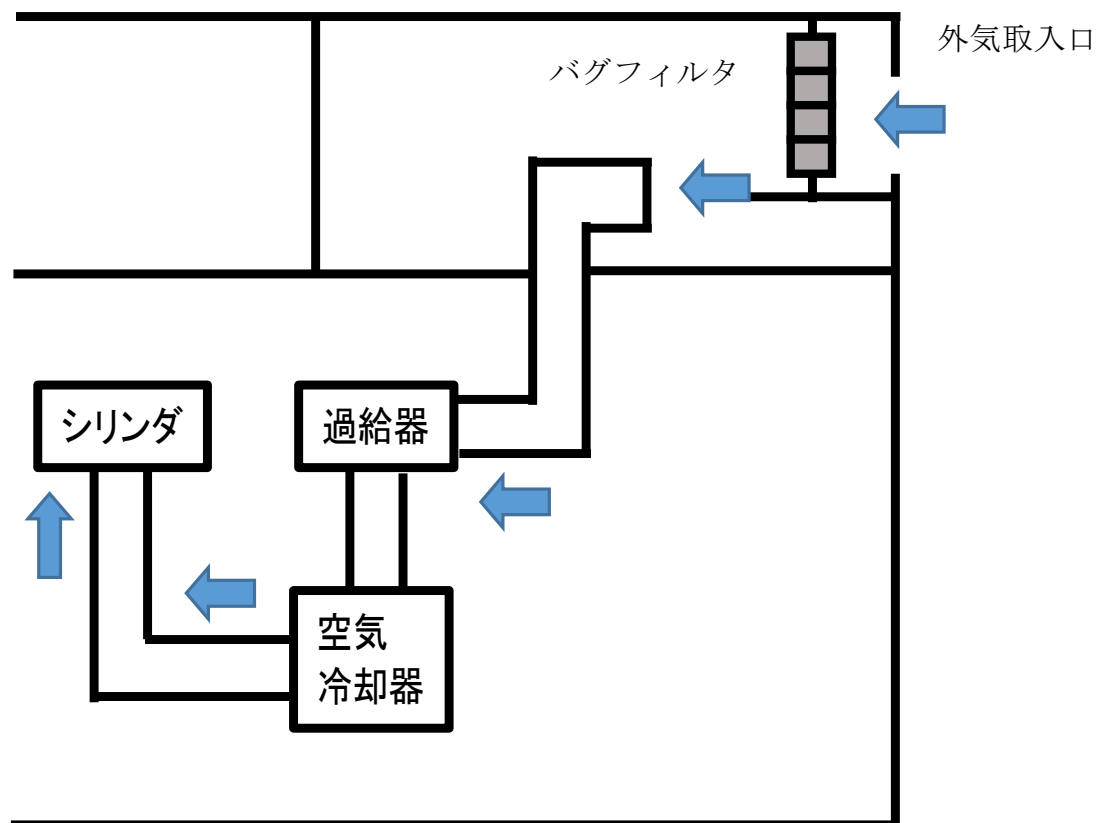 外気取入口
バグフィルタ
シリンダ
過給器
空気
冷却器